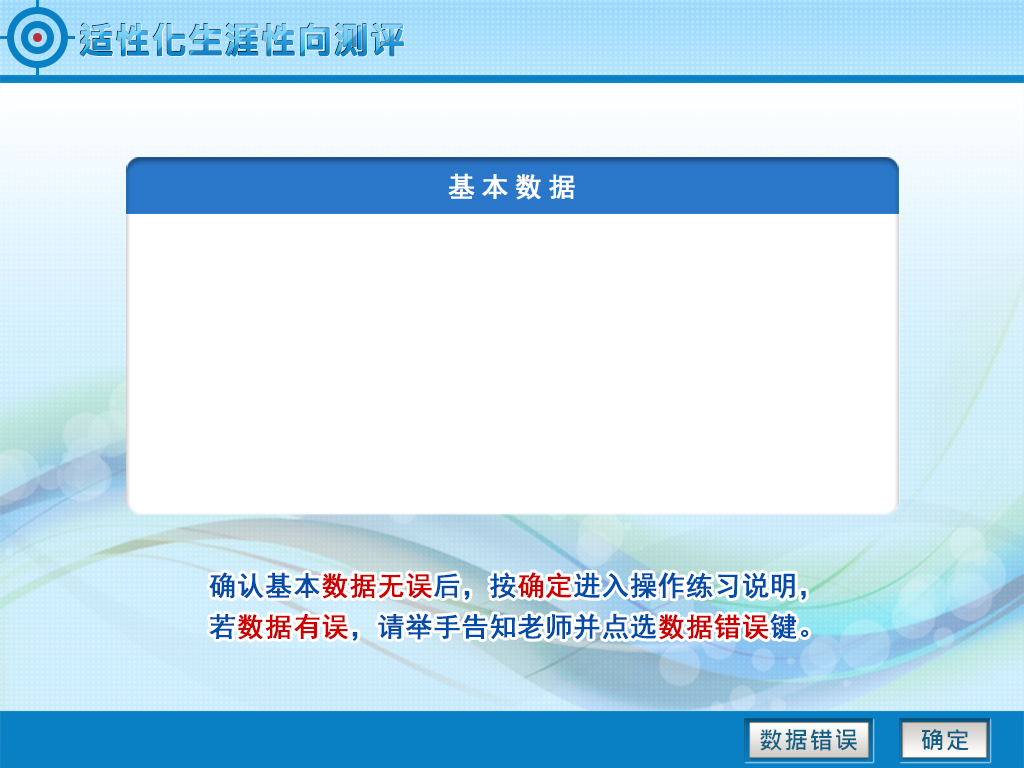 适性化生涯性向测评
基本数据
确认基本数据无误后，按确定进入操作练习说明，
若数据有误，请举手告知老师并点选数据错误键。
数据错误
确定